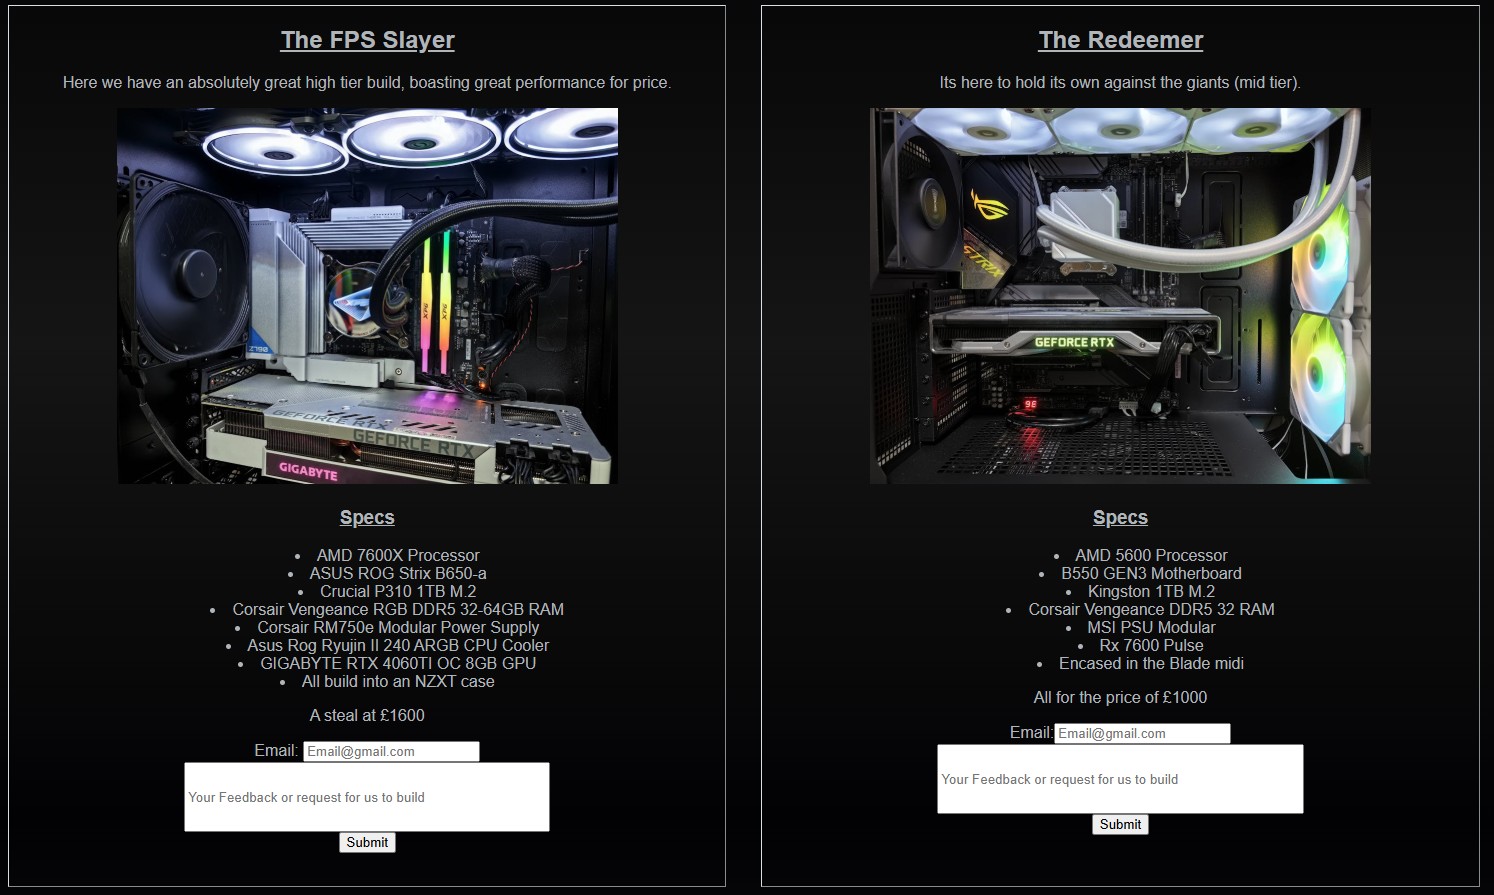 The FPS Slayer
Here we have an absolutely great high tier build, boasting great performance for price.
Z790
XPG
XPG
GEFORCE RTX
GEFORCE RTX
GIGABYTE
Specs
• AMD 7600X Processor
• ASUS ROG Strix B650-a
• Crucial P310 1TB M.2
• Corsair Vengeance RGB DDR5 32-64GB RAM
• Corsair RM750e Modular Power Supply
• Asus Rog Ryujin II 240 ARGB CPU Cooler
• GIGABYTE RTX 4060TI OC 8GB GPU
• All build into an NZXT case
A steal at £1600
Email: Email@gmail.com
Your Feedback or request for us to build
Submit
The Redeemer
Its here to hold its own against the giants (mid tier).
STRIX
GEFORCE RTX
9E
Specs
• AMD 5600 Processor
• B550 GEN3 Motherboard
• Kingston 1TB M.2
• Corsair Vengeance DDR5 32 RAM
• MSI PSU Modular
• Rx 7600 Pulse
• Encased in the Blade midi
All for the price of £1000
Email: Email@gmail.com
Your Feedback or request for us to build
Submit